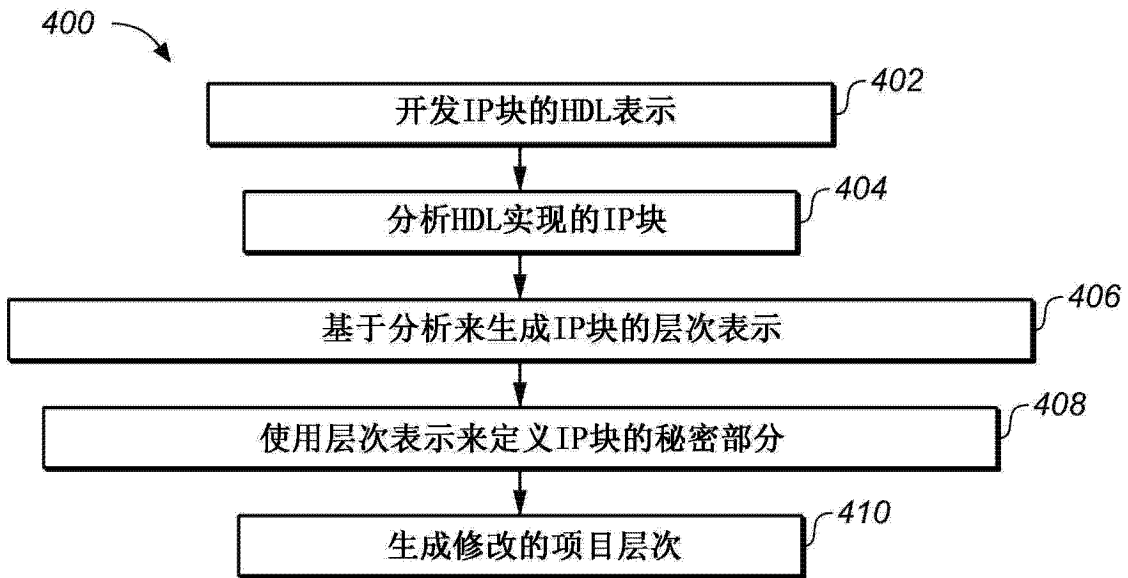 400
402
开发IP块的HDL表示
404
分析HDL实现的IP块
406
基于分析来生成IP块的层次表示
408
使用层次表示来定义IP块的秘密部分
410
生成修改的项目层次